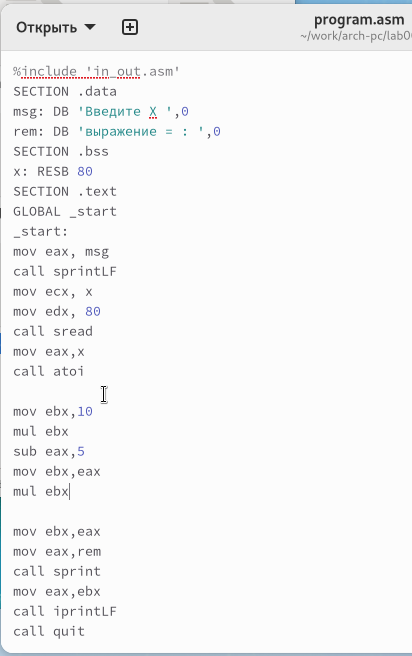 Открыть
program.asm
~/work/arch-pc/lab0
%include 'in_out.asm'
SECTION .data
msg: DB 'Введите X ',0
rem: DB 'выражение = : ',0
SECTION .bss
x: RESB 80
SECTION .text
GLOBAL _start
_start:
mov eax, msg
call sprintLF
mov ecx, x
mov edx, 80
call sread
mov eax,x
call atoi

mov ebx,10
mul ebx
sub eax,5
mov ebx,eax
mul ebx

mov ebx,eax
mov eax,rem
call sprint
mov eax,ebx
call iprintLF
call quit